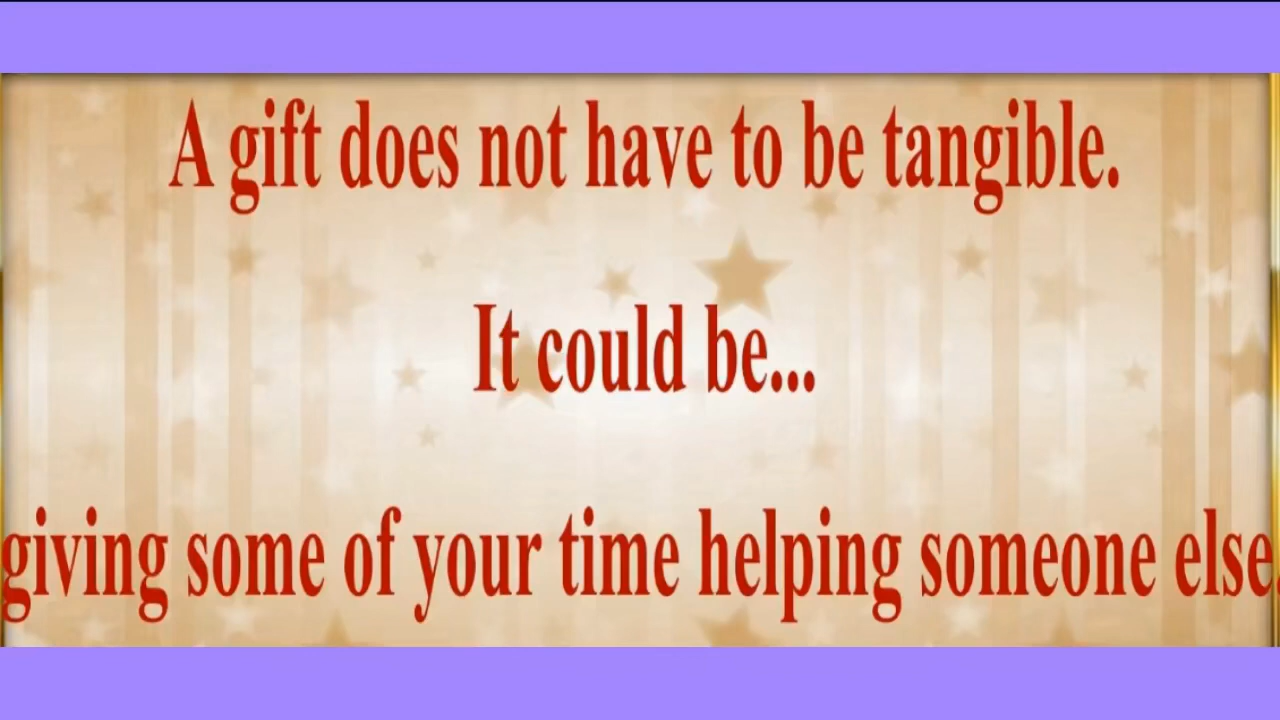 A gift does not have to be tangible.
It could be...
giving some of your time helping someone else.